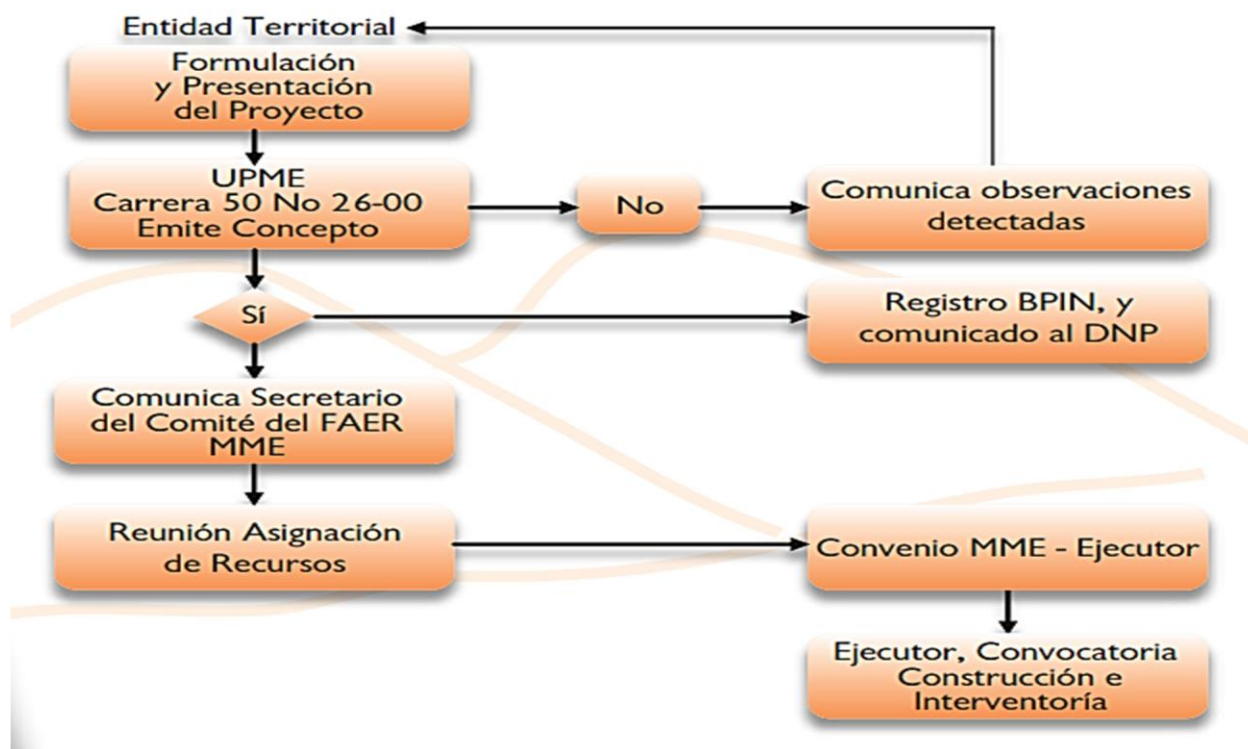 Entidad Territorial
Formulación
y Presentación
del Proyecto
UPME
Carrera 50 No 26-00
Emite Concepto
No
Comunica observaciones
detectadas
Sí
Registro BPIN, y
comunicado al DNP
Comunica Secretario
del Comité del FAER
MME
Reunión Asignación
de Recursos
Convenio MME - Ejecutor
Ejecutor, Convocatoria
Construcción e
Interventoría